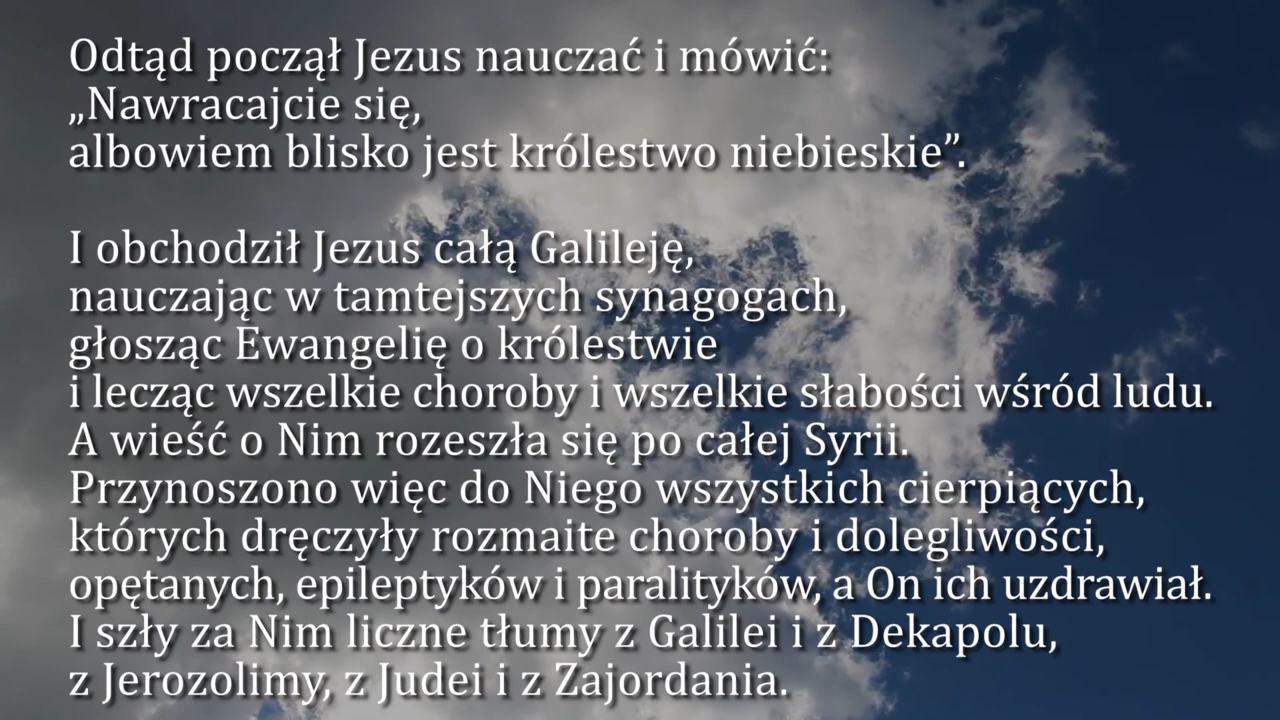 Odtąd począł Jezus nauczać i mówić:
„Nawracajcie się,
albowiem blisko jest królestwo niebieskie”.
I obchodził Jezus całą Galileję,
nauczając w tamtejszych synagogach,
głosząc Ewangelię o królestwie
i lecząc wszelkie choroby i wszelkie słabości wśród ludu.
A wieść o Nim rozeszła się po całej Syrii.
Przynoszono więc do Niego wszystkich cierpiących,
których dręczyły rozmaite choroby i dolegliwości,
opętanych, epileptyków i paralityków, a On ich uzdrawiał.
I szły za Nim liczne tłumy z Galilei i z Dekapolu,
z Jerozolimy, z Judei i z Zajordania.